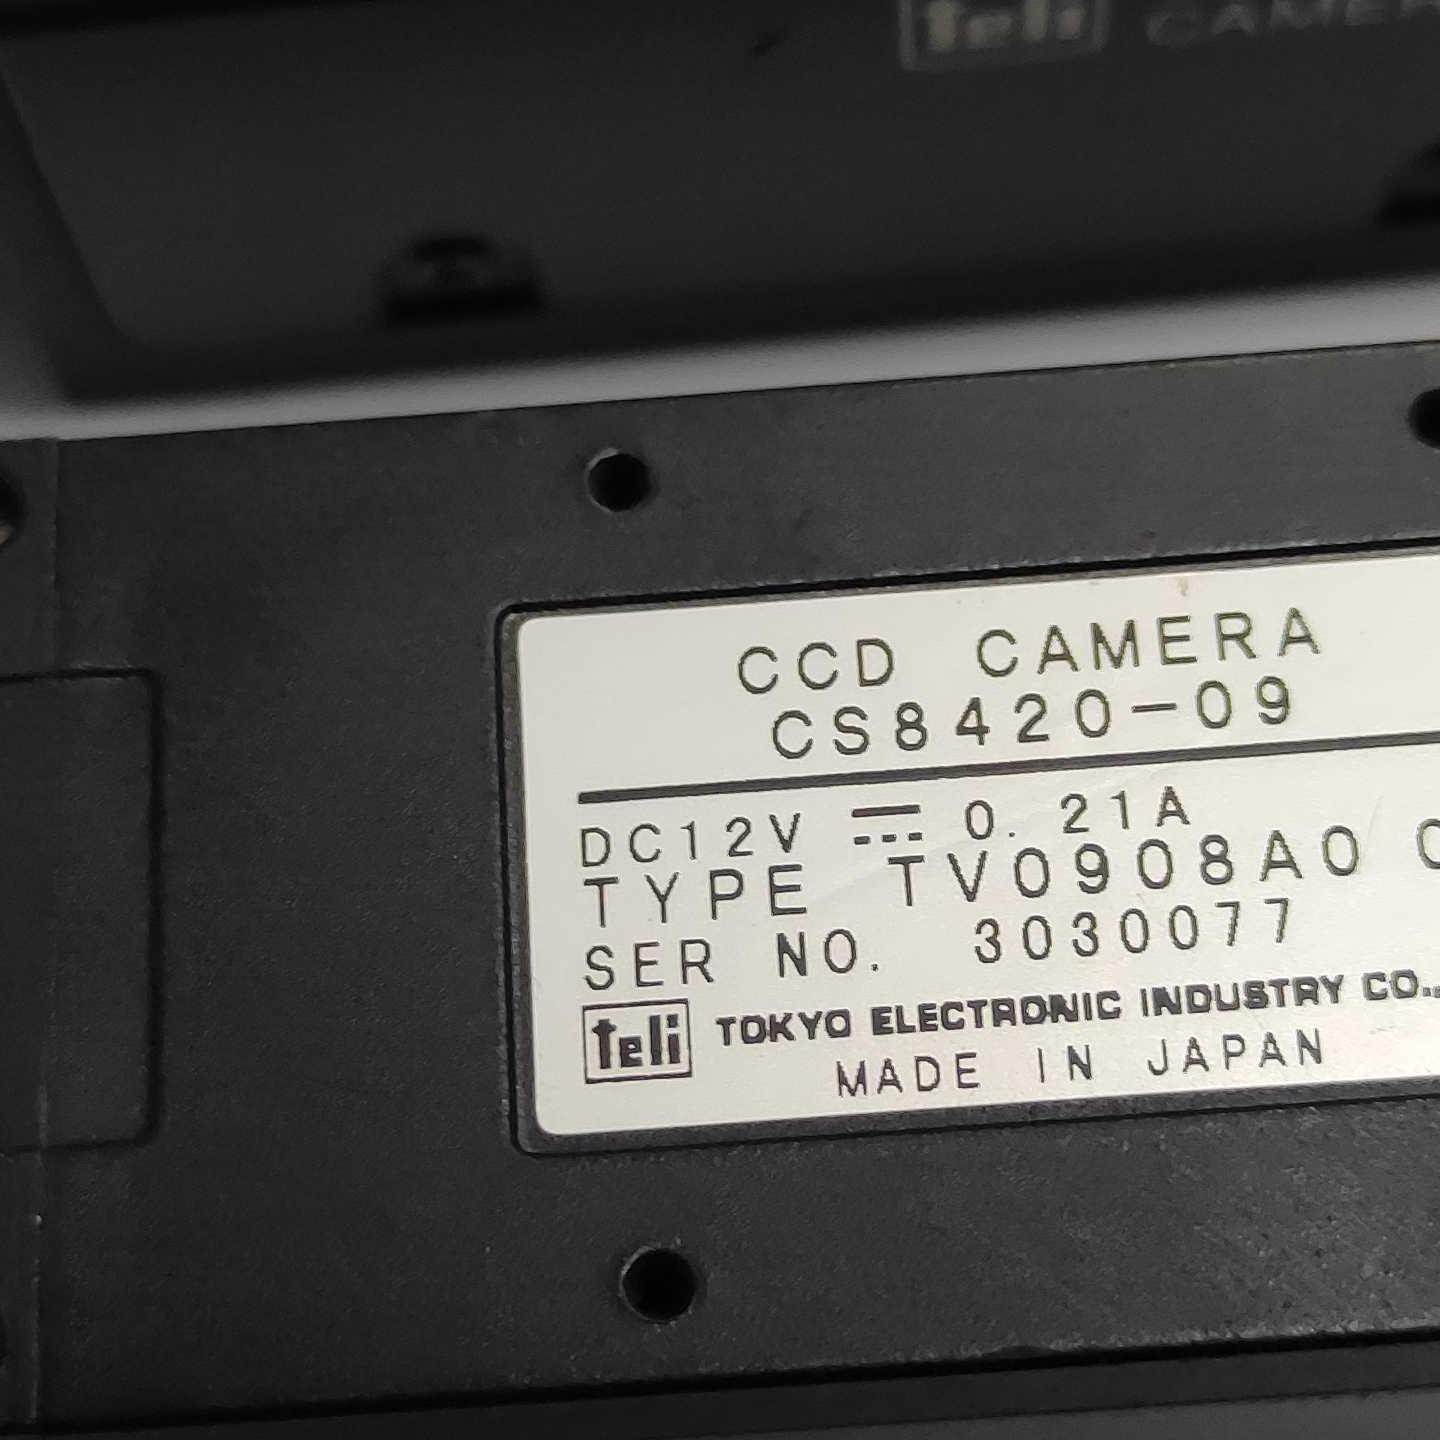 teli CAMER
CCD CAMERA
CS8420-09
DC12V ⎓ 0.21A
TYPE TV0908A0
SER NO. 3030077
teli TOKYO ELECTRONIC INDUSTRY CO.,
MADE IN JAPAN